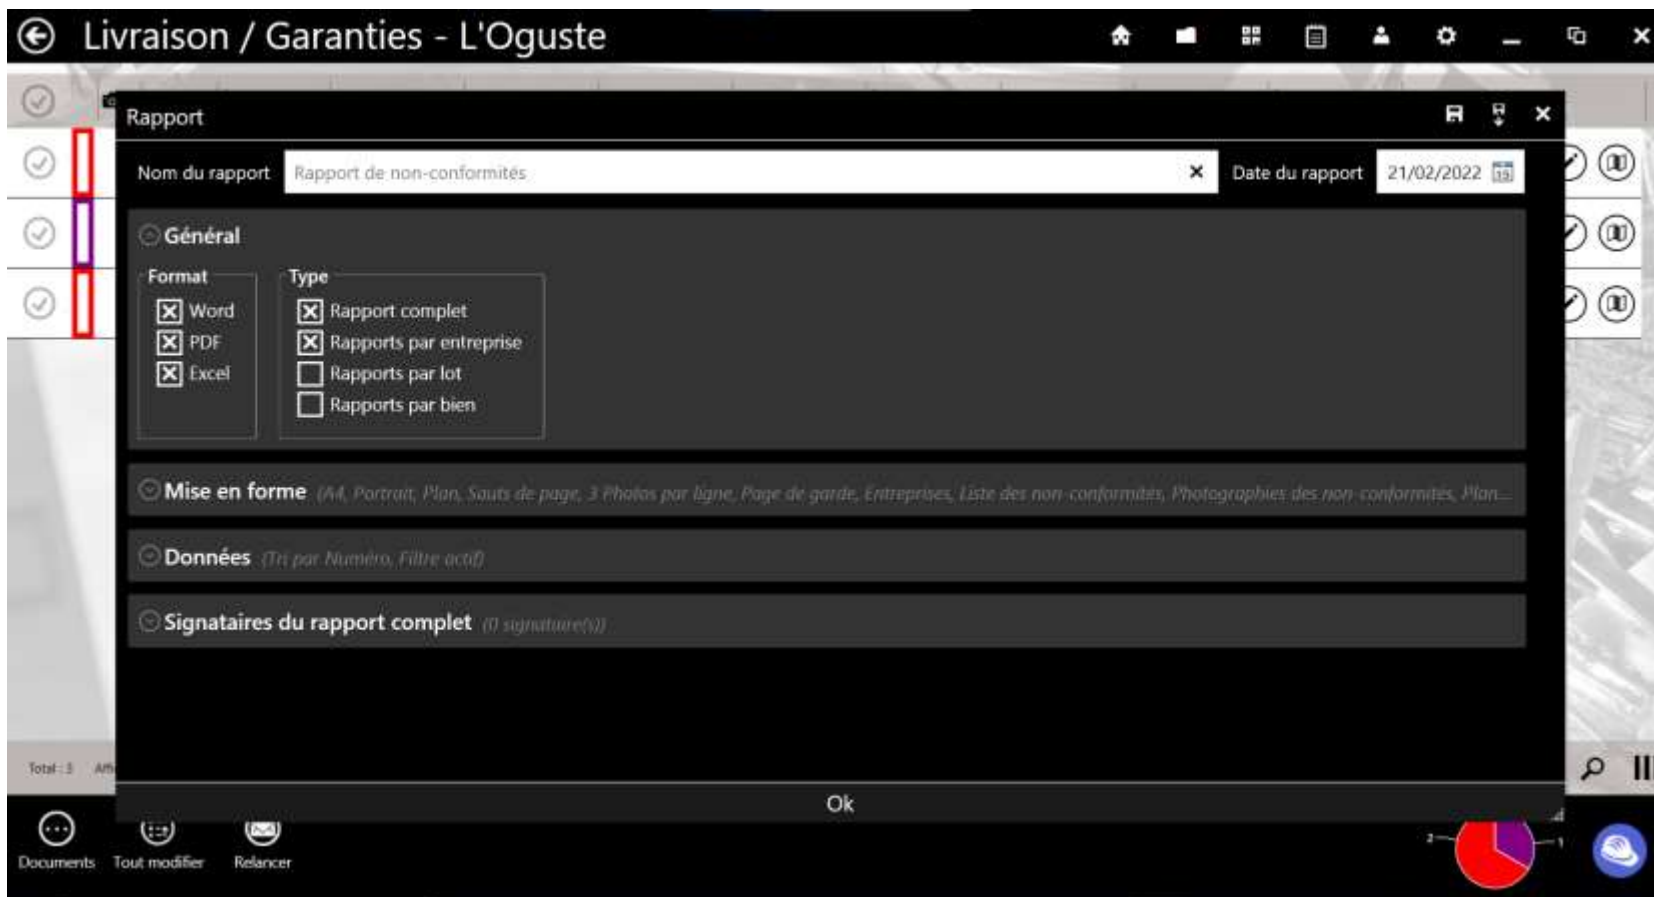 Livraison / Garanties - L'Oguste
Rapport
Nom du rapport Rapport de non-conformités Date du rapport 21/02/2022
Général
Format Type
Word Rapport complet
PDF Rapports par entreprise
Excel Rapports par lot
Rapports par bien
Mise en forme (A4, Portrait, Plan, Sauts de page, 3 Photos par ligne, Page de garde, Entreprises, Liste des non-conformités, Photographies des non-conformités, Plan...
Données (Tri par Numéro, Filtre actif)
Signataires du rapport complet (0 signature(s))
Total : 3
Ok
2 1
Documents Tout modifier Relancer